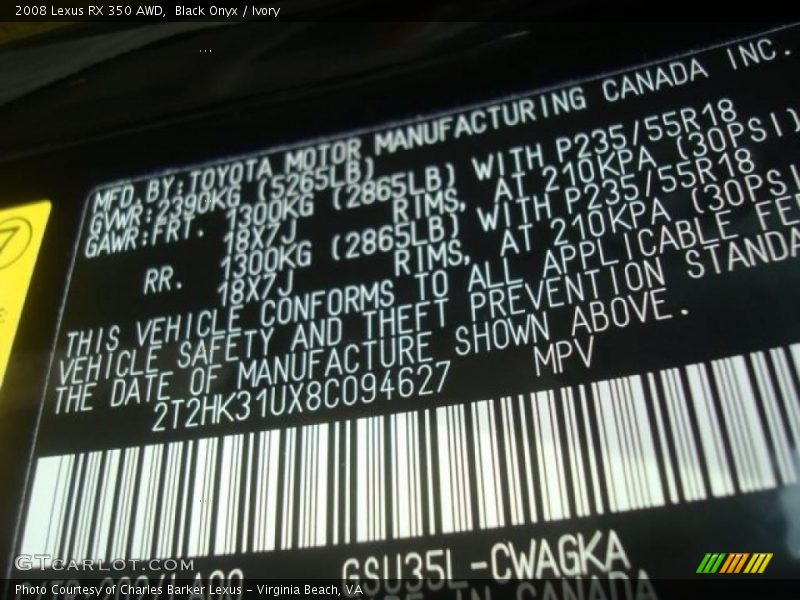 2008 Lexus RX 350 AWD,  Black Onyx / Ivory
MFD.BY:TOYOTA MOTOR MANUFACTURING CANADA INC.
GVWR:2390KG (5265LB)
GAWR:FRT. 1300KG (2865LB) WITH P235/55R18
18X7J RIMS, AT 210KPA (30PSI)
RR. 1300KG (2865LB) WITH P235/55R18
18X7J RIMS, AT 210KPA (30PSI
THIS VEHICLE CONFORMS TO ALL APPLICABLE FE
VEHICLE SAFETY AND THEFT PREVENTION STANDA
THE DATE OF MANUFACTURE SHOWN ABOVE.
2T2HK31UX8C094627 MPV
GSU35L-CWAGKA
IN CANADA
GTcarlot.com
Photo Courtesy of Charles Barker Lexus - Virginia Beach, VA
7